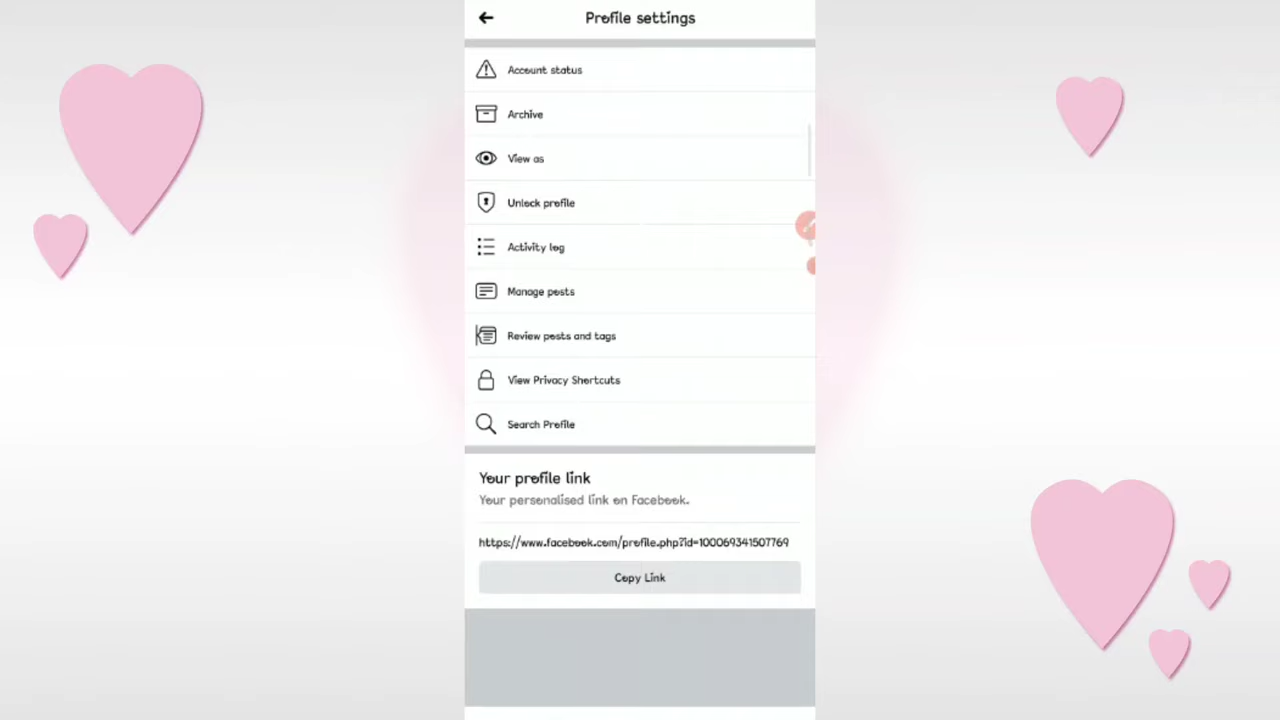 Profile settings
Account status
Archive
View as
Unlock profile
Activity log
Manage posts
Review posts and tags
View Privacy Shortcuts
Search Profile
Your profile link
Your personalised link on Facebook.
https://www.facebook.com/profile.php?id=100069341507769
Copy Link